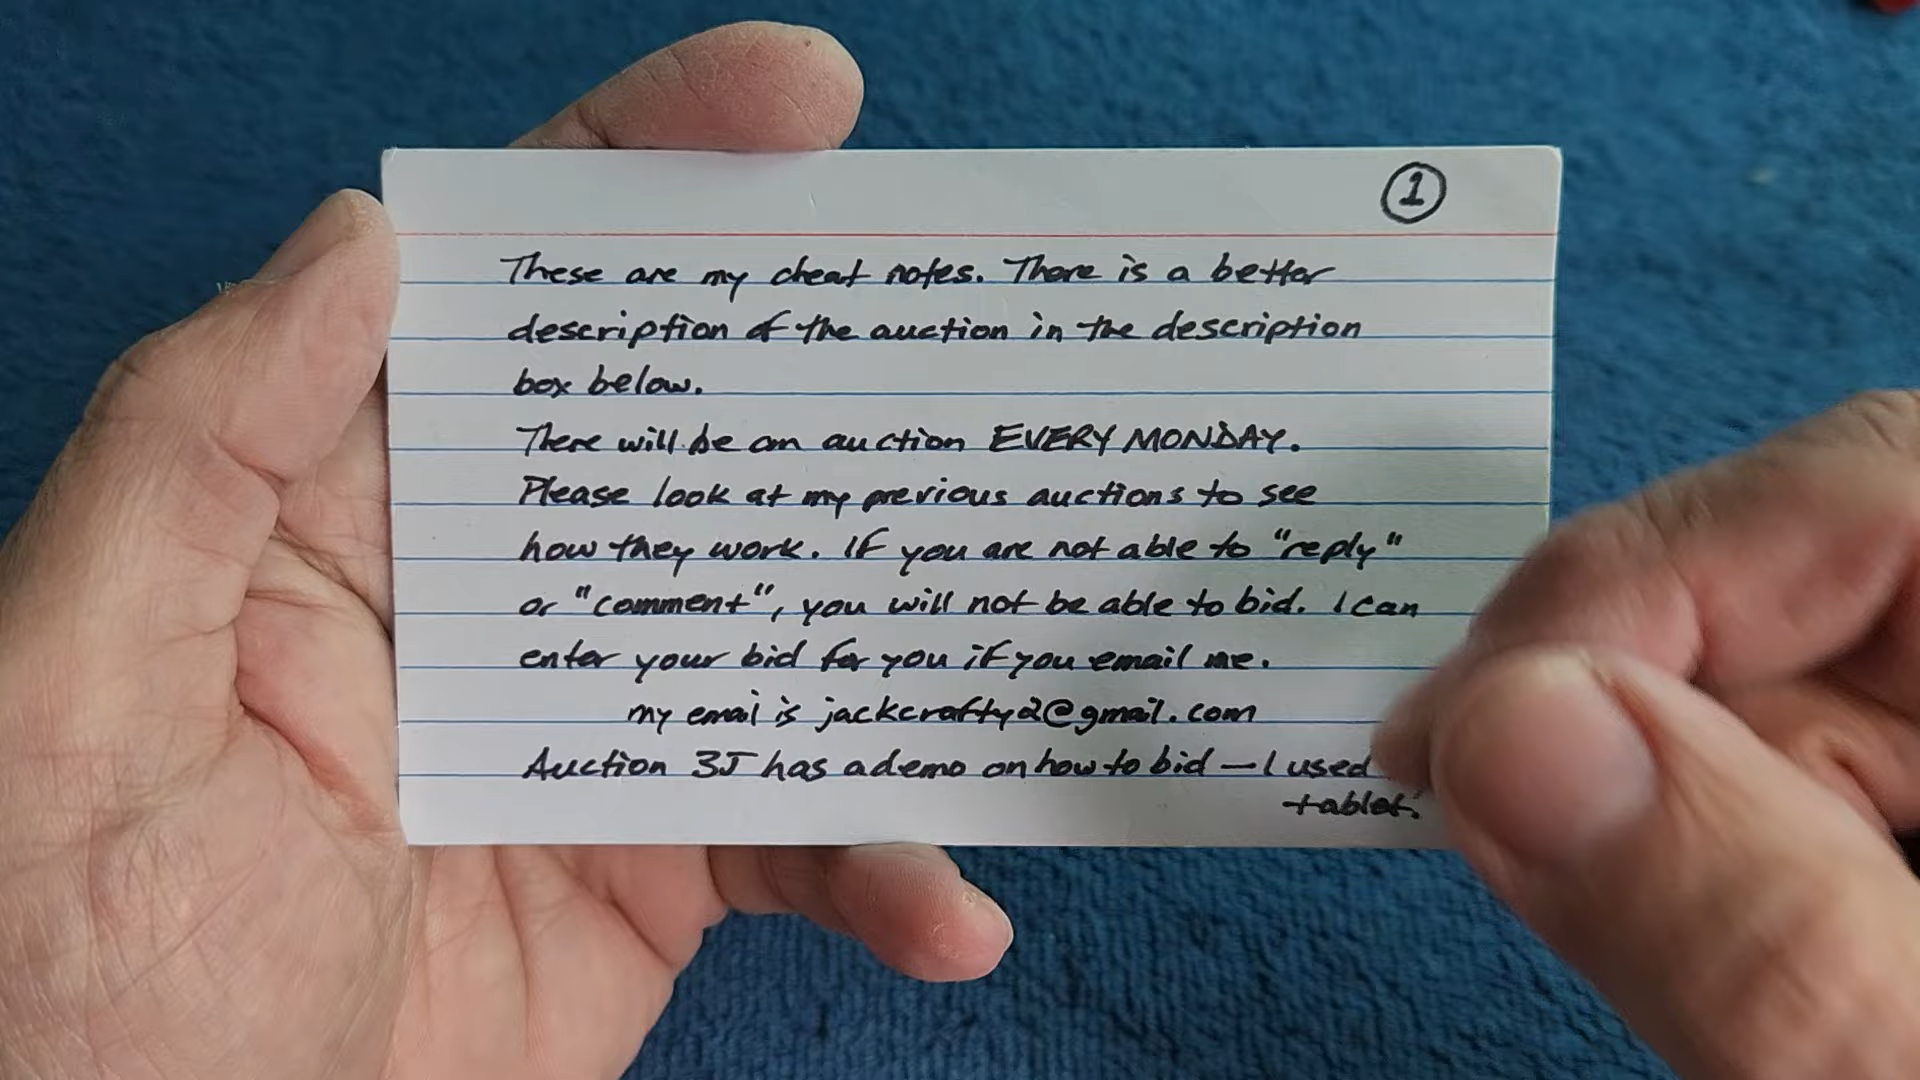 1
These are my cheat notes. There is a better
description of the auction in the description
box below.
There will be an auction EVERY MONDAY.
Please look at my previous auctions to see
how they work. If you are not able to "reply"
or "comment", you will not be able to bid. I can
enter your bid for you if you email me.
my email is jackcrafty2@gmail.com
Auction 3J has a demo on how to bid — I used
tablet.